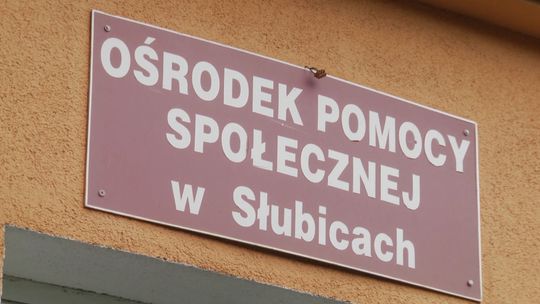 OŚRODEK POMOCY
SPOŁECZNEJ
w Słubicach